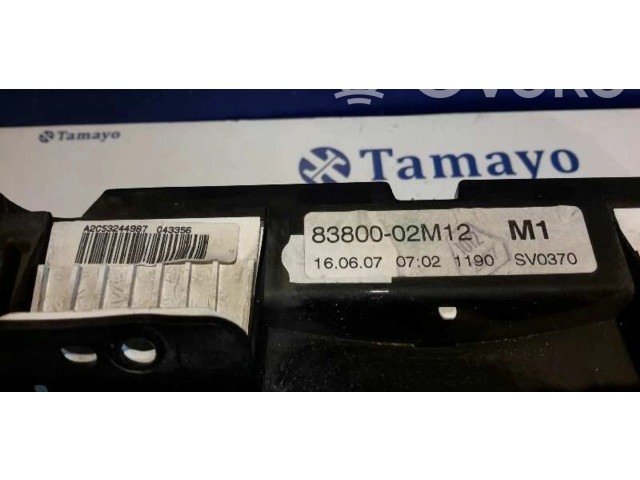 Tamayo
Tamayo
A2C53244987 043356
83800-02M12 M1
16.06.07 07:02 1190 SV0370